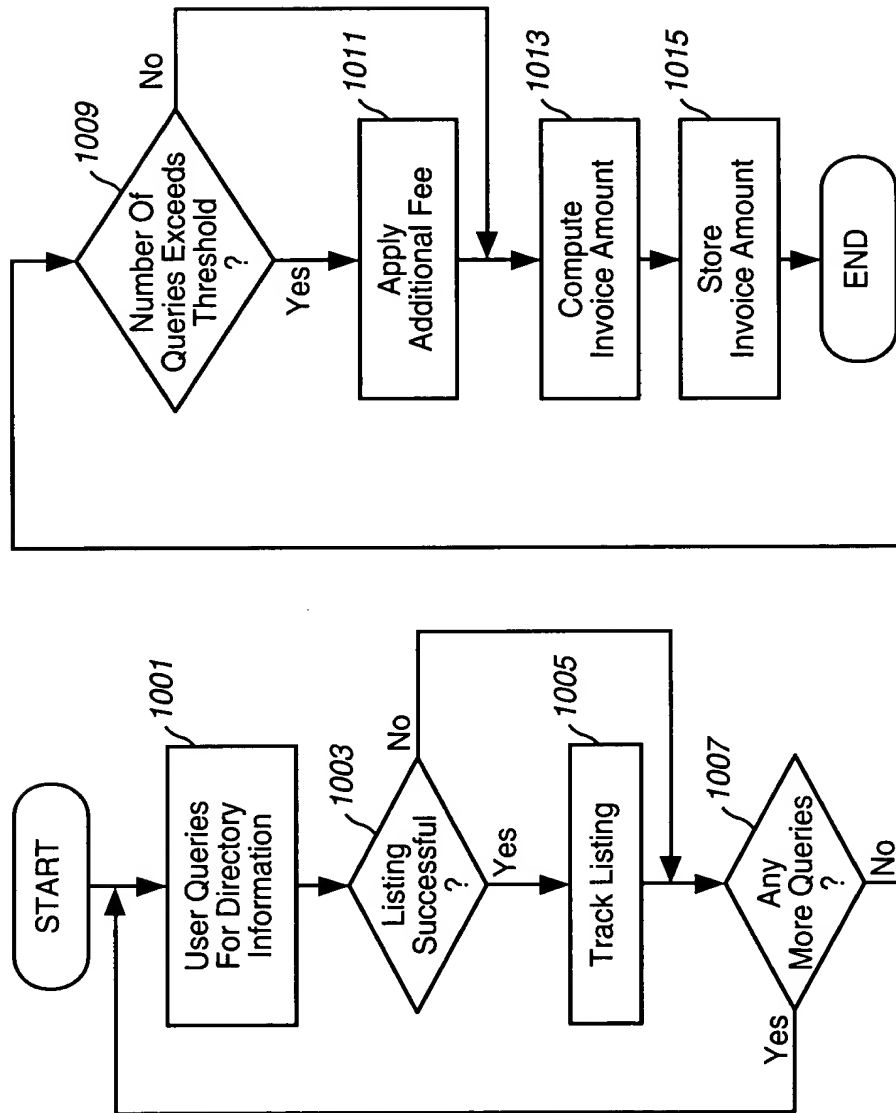 START
1001
User Queries
For Directory
Information
1003
Listing
Successful
?
No
Yes
1005
Track Listing
1007
Any
More Queries
?
Yes
No
1009
Number Of
Queries Exceeds
Threshold
?
No
Yes
1011
Apply
Additional Fee
1013
Compute
Invoice Amount
1015
Store
Invoice Amount
END